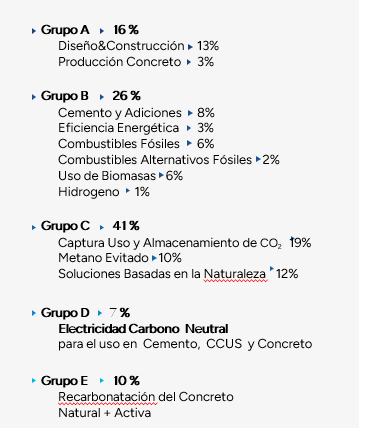 Grupo A 16 %
Diseño&Construcción 13%
Producción Concreto 3%
Grupo B 26 %
Cemento y Adiciones 8%
Eficiencia Energética 3%
Combustibles Fósiles 6%
Combustibles Alternativos Fósiles 2%
Uso de Biomasas 6%
Hidrogeno 1%
Grupo C 41 %
Captura Uso y Almacenamiento de CO₂ 19%
Metano Evitado 10%
Soluciones Basadas en la Naturaleza 12%
Grupo D 7 %
Electricidad Carbono Neutral
para el uso en Cemento, CCUS y Concreto
Grupo E 10 %
Recarbonatación del Concreto
Natural + Activa